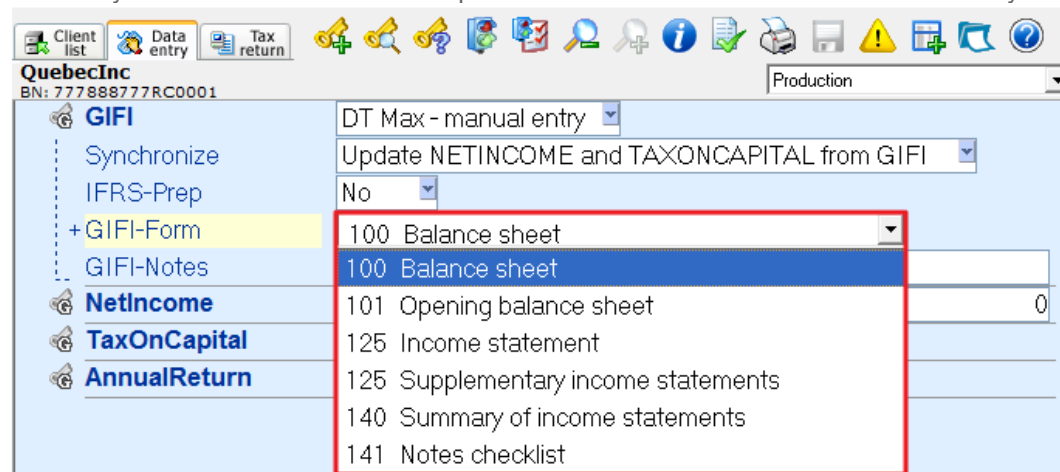 Client list
Data entry
Tax return
QuebecInc
BN: 777888777RC0001
Production
GIFI DT Max - manual entry
Synchronize Update NETINCOME and TAXONCAPITAL from GIFI
IFRS-Prep No
+GIFI-Form 100 Balance sheet
GIFI-Notes 100 Balance sheet
NetIncome 101 Opening balance sheet 0
TaxOnCapital 125 Income statement
AnnualReturn 125 Supplementary income statements
140 Summary of income statements
141 Notes checklist